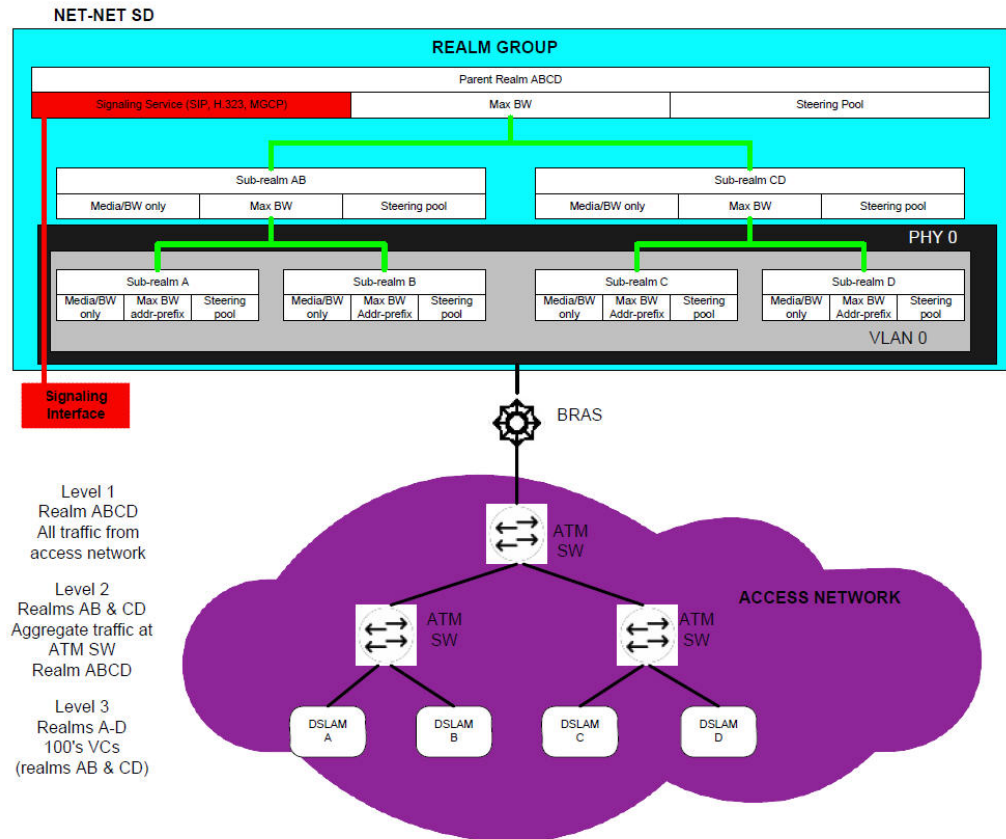 NET-NET SD
REALM GROUP
Parent Realm ABCD
Signaling Service (SIP, H.323, MGCP)
Max BW
Steering Pool
Sub-realm AB
Media/BW only
Max BW
Steering pool
Sub-realm CD
Media/BW only
Max BW
Steering pool
PHY 0
Sub-realm A
Media/BW
only
Max BW
addr-prefix
Steering
pool
Sub-realm B
Media/BW
only
Max BW
Addr-prefix
Steering
pool
Sub-realm C
Media/BW
only
Max BW
Addr-prefix
Steering
pool
Sub-realm D
Media/BW
only
Max BW
Addr-prefix
Steering
pool
VLAN 0
Signaling
Interface
BRAS
Level 1
Realm ABCD
All traffic from
access network
Level 2
Realms AB & CD
Aggregate traffic at
ATM SW
Realm ABCD
Level 3
Realms A-D
100's VCs
(realms AB & CD)
ATM
SW
ACCESS NETWORK
ATM
SW
ATM
SW
DSLAM
A
DSLAM
B
DSLAM
C
DSLAM
D